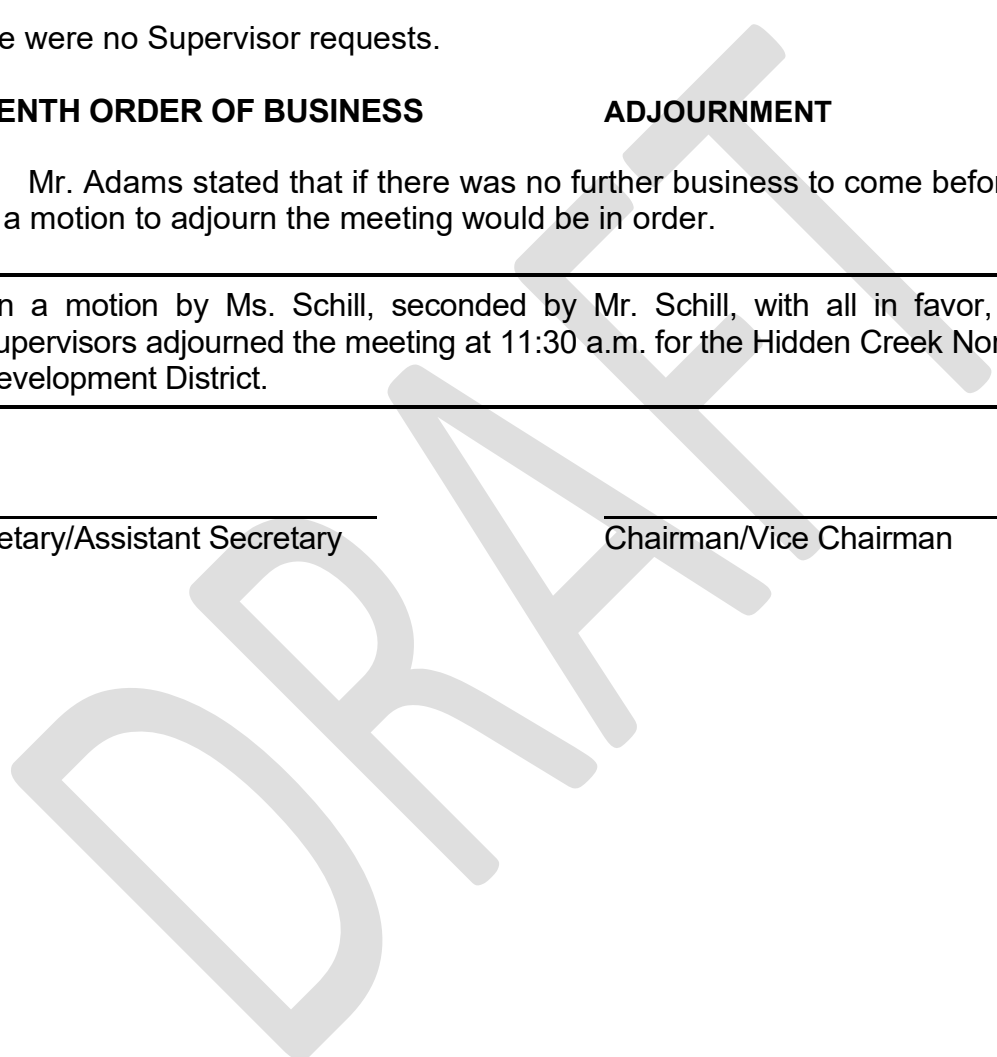 e were no Supervisor requests.
ENTH ORDER OF BUSINESS ADJOURNMENT
Mr. Adams stated that if there was no further business to come befor
a motion to adjourn the meeting would be in order.
n a motion by Ms. Schill, seconded by Mr. Schill, with all in favor,
upervisors adjourned the meeting at 11:30 a.m. for the Hidden Creek Nor
evelopment District.
etary/Assistant Secretary Chairman/Vice Chairman
DRAFT